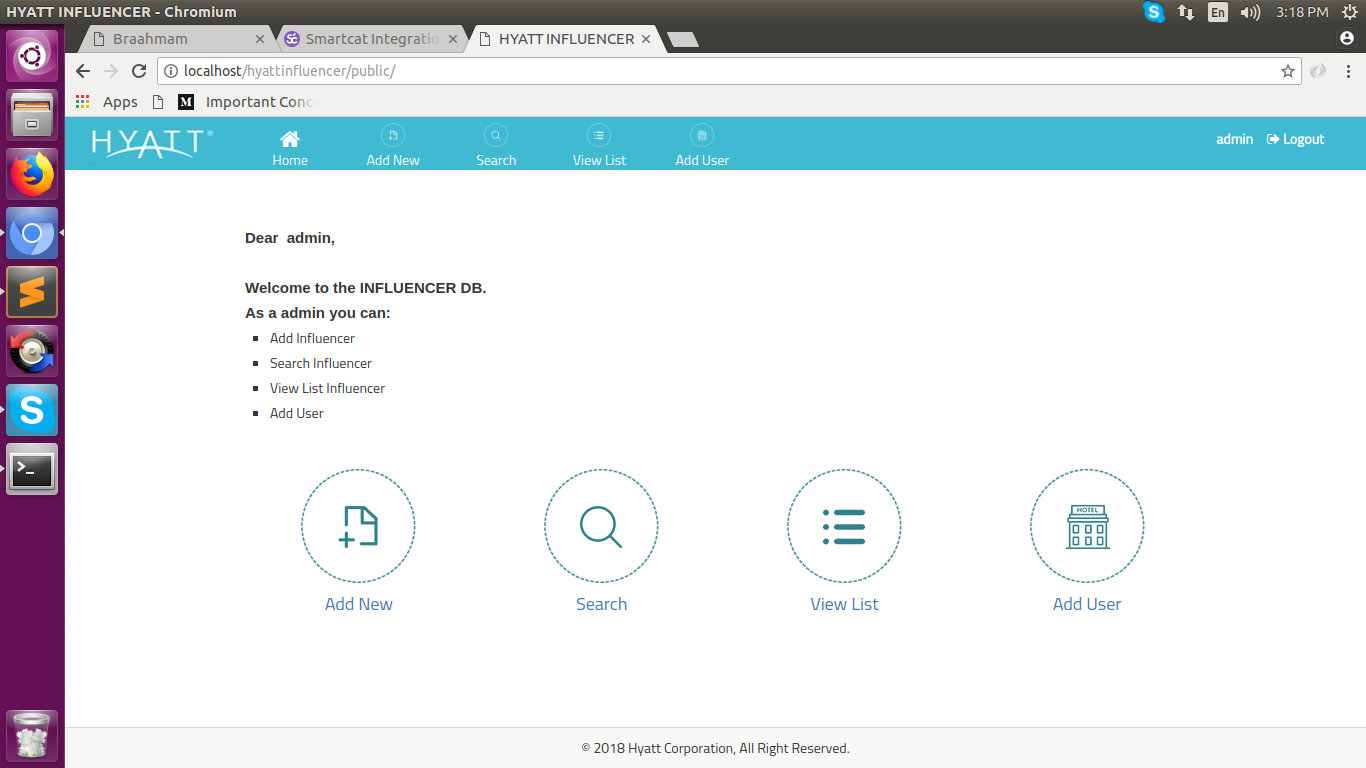 HYATT INFLUENCER - Chromium
En
3:18 PM
Braahmam
Smartcat Integratio
HYATT INFLUENCER
localhost/hyattinfluencer/public/
Apps
M
Important Conc
HYATT®
Home
Add New
Search
View List
Add User
admin
Logout
Dear admin,
Welcome to the INFLUENCER DB.
As a admin you can:
Add Influencer
Search Influencer
View List Influencer
Add User
HOTEL
Add New
Search
View List
Add User
© 2018 Hyatt Corporation, All Right Reserved.